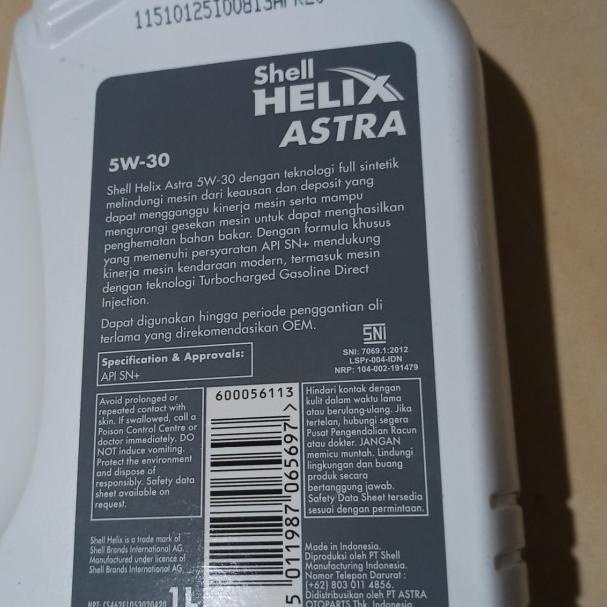 Shell
HELIX
ASTRA
5W-30
Shell Helix Astra 5W-30 dengan teknologi full sintetik
melindungi mesin dari keausan dan deposit yang
dapat mengganggu kinerja mesin serta mampu
mengurangi gesekan mesin untuk dapat menghasilkan
penghematan bahan bakar. Dengan formula khusus
yang memenuhi persyaratan API SN+ mendukung
kinerja mesin kendaraan modern, termasuk mesin
dengan teknologi Turbocharged Gasoline Direct
Injection.
Dapat digunakan hingga periode penggantian oli
terlama yang direkomendasikan OEM.
SNI
SNI: 7069.1:2012
LSPr-004-IDN
NRP: 104-002-191479
Specification & Approvals:
API SN+
Avoid prolonged or
repeated contact with
skin. If swallowed, call a
Poison Control Centre or
doctor immediately. DO
NOT induce vomiting.
Protect the environment
and dispose of
responsibly. Safety data
sheet available on
request.
600056113
5 011987 065697 >
Hindari kontak dengan
kulit dalam waktu lama
atau berulang-ulang. Jika
tertelan, hubungi segera
Pusat Pengendalian Racun
atau dokter. JANGAN
memicu muntah. Lindungi
lingkungan dan buang
produk secara
bertanggung jawab.
Safety Data Sheet tersedia
sesuai dengan permintaan.
Shell Helix is a trade mark of
Shell Brands International AG.
Manufactured under licence of
Shell Brands International AG.
1L
Made in Indonesia.
Diproduksi oleh PT Shell
Manufacturing Indonesia.
Nomor Telepon Darurat :
(+62) 803 011 4856.
Didistribusikan oleh PT ASTRA
OTOPARTS Tbk. Indonesia.